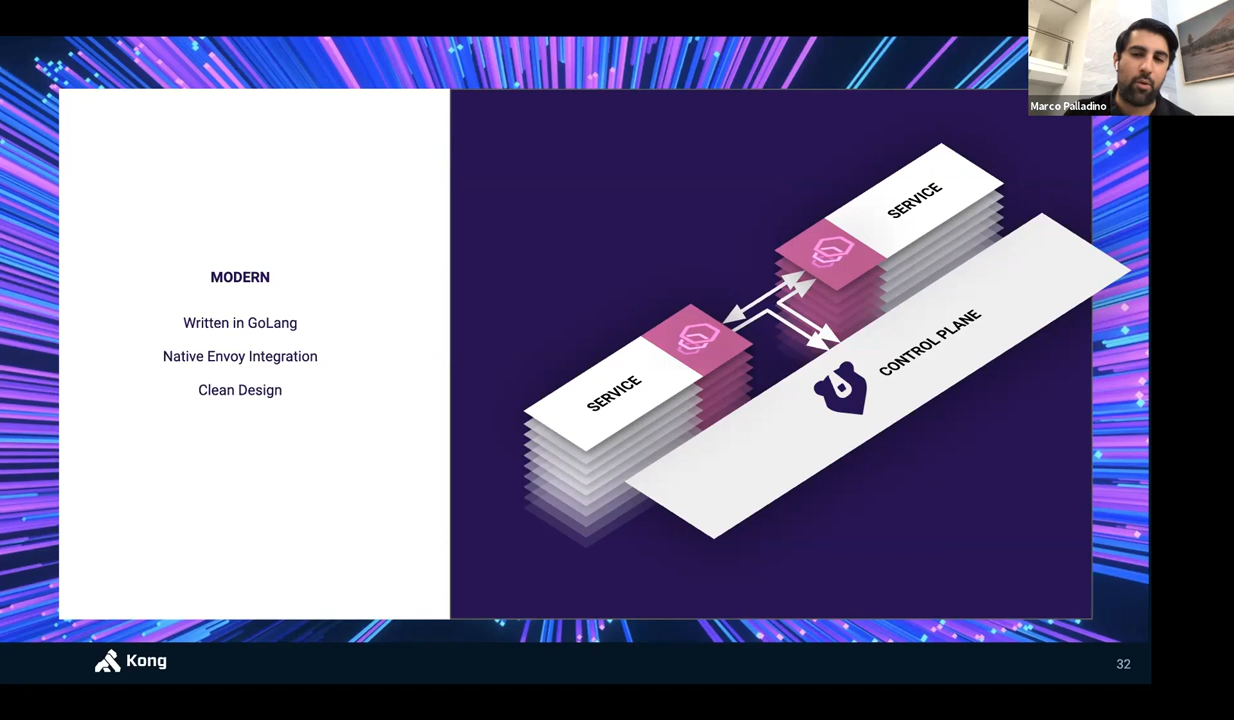 Marco Palladino
MODERN
Written in GoLang
Native Envoy Integration
Clean Design
SERVICE
SERVICE
CONTROL PLANE
Kong
32